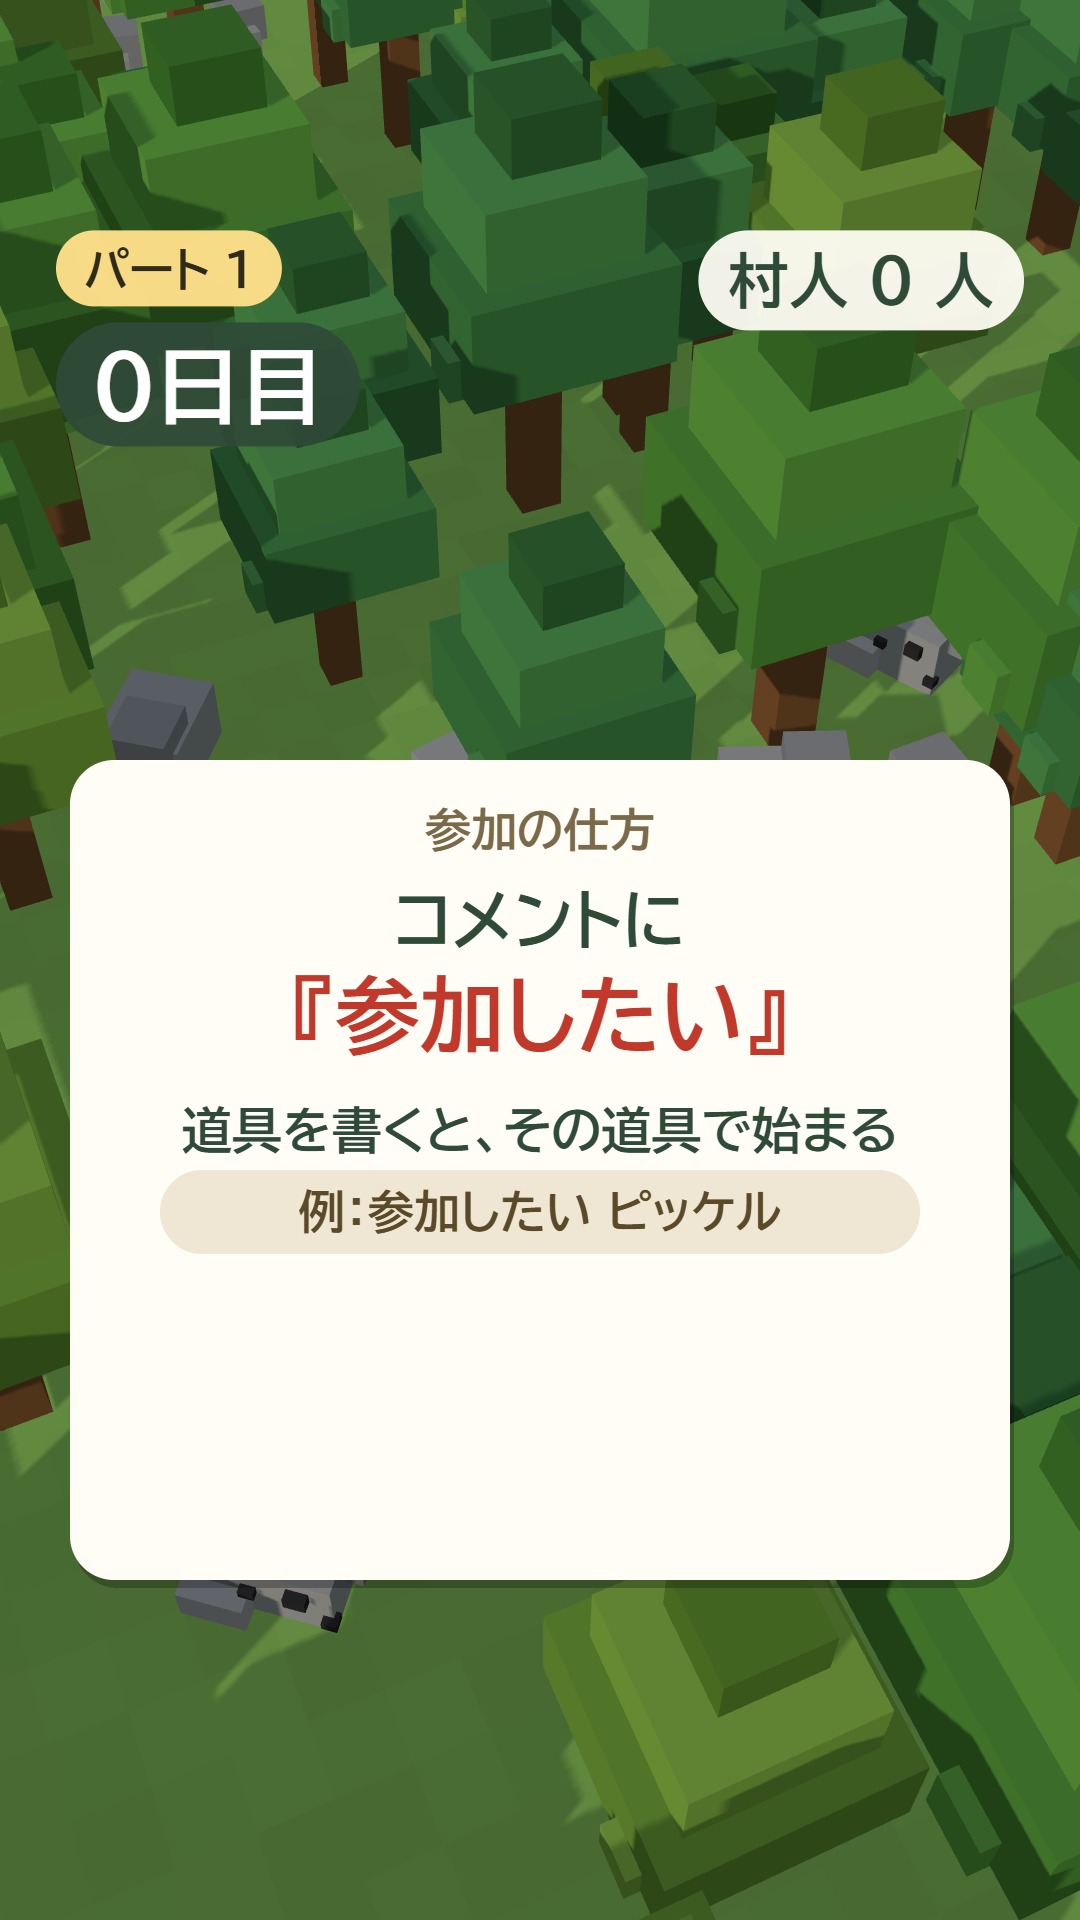 パート 1
村人 0 人
0日目
参加の仕方
コメントに
『参加したい』
道具を書くと、その道具で始まる
例：参加したい ピッケル